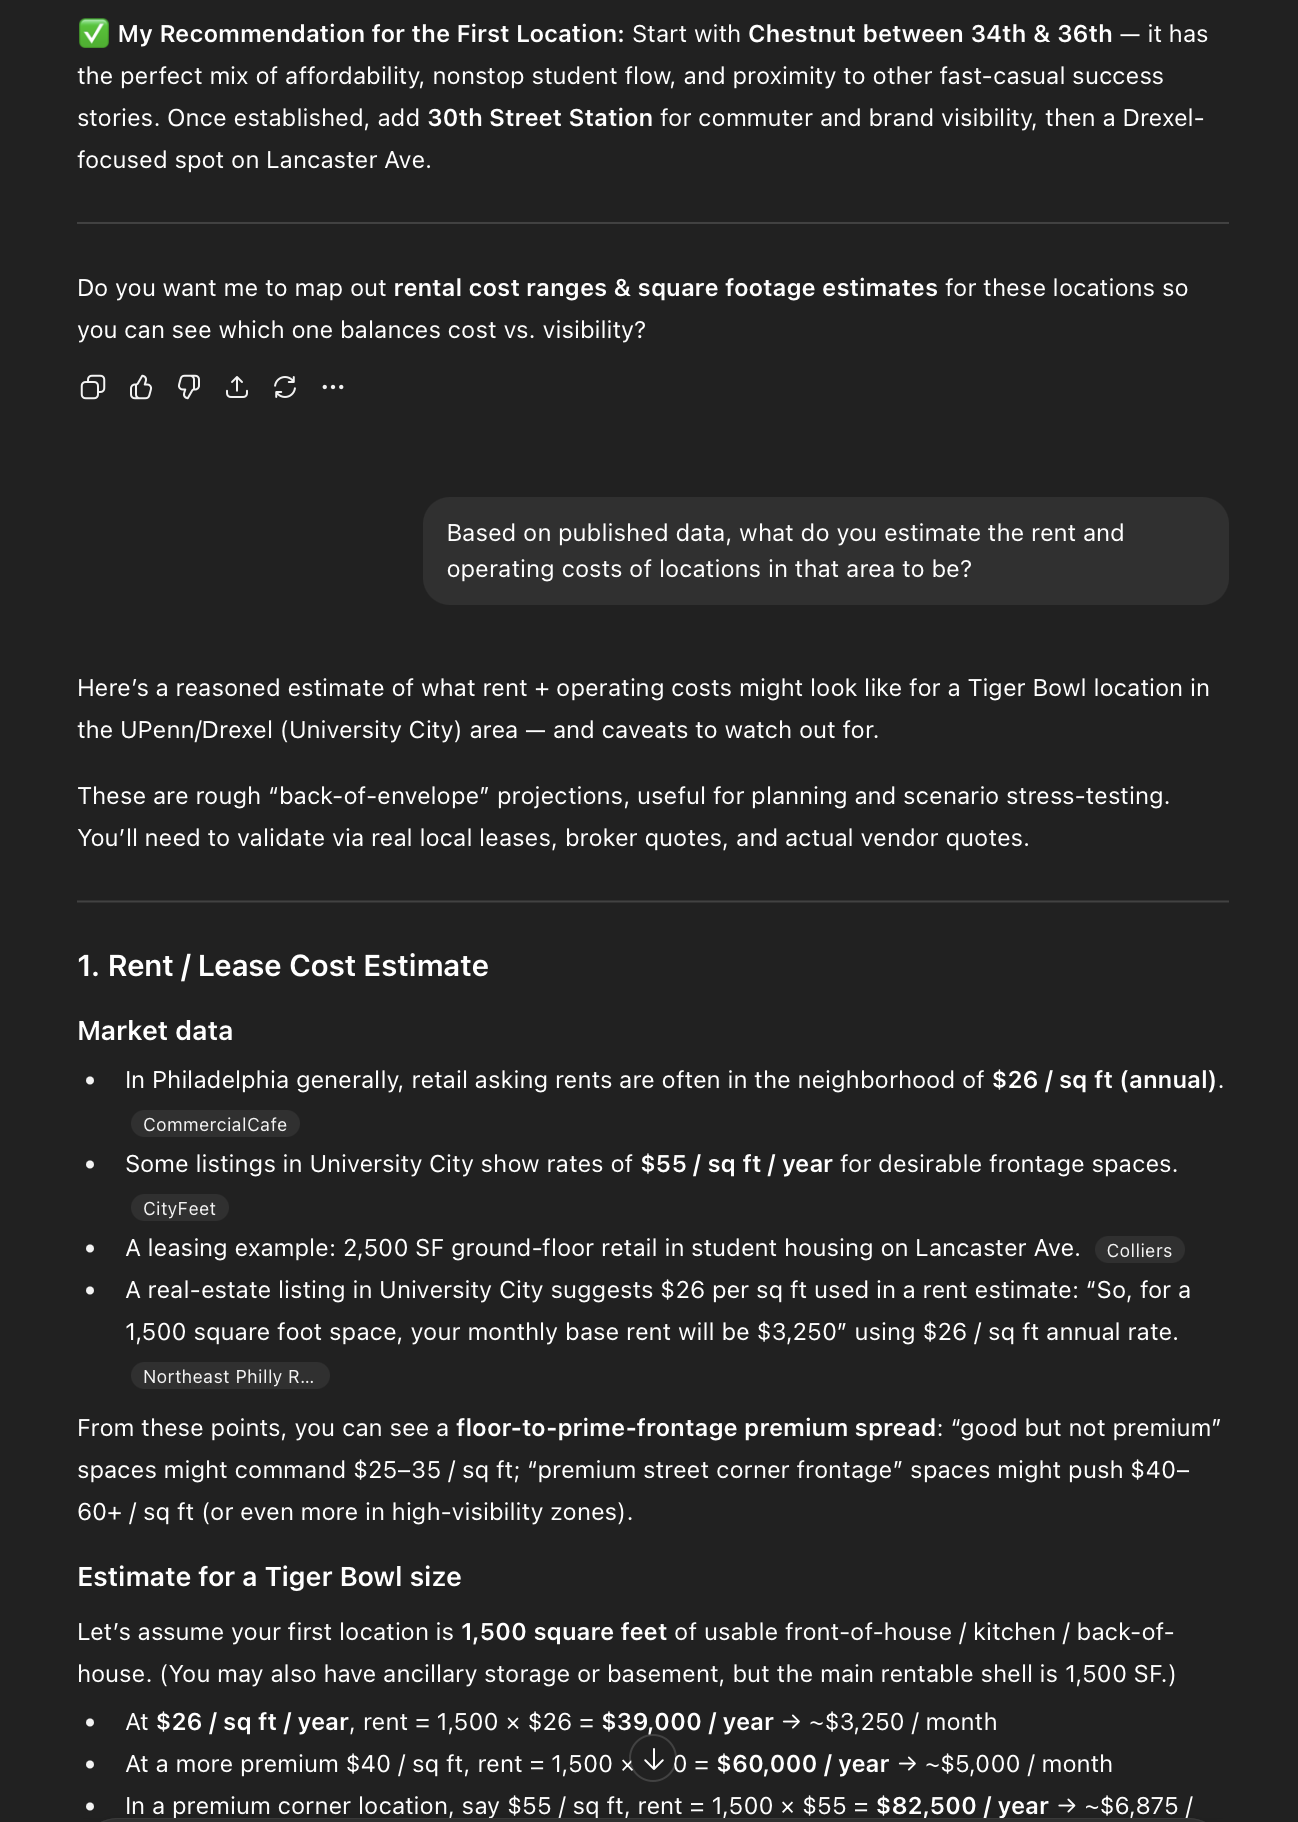 ✅ My Recommendation for the First Location: Start with Chestnut between 34th & 36th — it has
the perfect mix of affordability, nonstop student flow, and proximity to other fast-casual success
stories. Once established, add 30th Street Station for commuter and brand visibility, then a Drexel-
focused spot on Lancaster Ave.
Do you want me to map out rental cost ranges & square footage estimates for these locations so
you can see which one balances cost vs. visibility?
Based on published data, what do you estimate the rent and
operating costs of locations in that area to be?
Here’s a reasoned estimate of what rent + operating costs might look like for a Tiger Bowl location in
the UPenn/Drexel (University City) area — and caveats to watch out for.
These are rough “back-of-envelope” projections, useful for planning and scenario stress-testing.
You’ll need to validate via real local leases, broker quotes, and actual vendor quotes.
1. Rent / Lease Cost Estimate
Market data
• In Philadelphia generally, retail asking rents are often in the neighborhood of $26 / sq ft (annual).
CommercialCafe
• Some listings in University City show rates of $55 / sq ft / year for desirable frontage spaces.
CityFeet
• A leasing example: 2,500 SF ground-floor retail in student housing on Lancaster Ave. Colliers
• A real-estate listing in University City suggests $26 per sq ft used in a rent estimate: “So, for a
1,500 square foot space, your monthly base rent will be $3,250” using $26 / sq ft annual rate.
Northeast Philly R...
From these points, you can see a floor-to-prime-frontage premium spread: “good but not premium”
spaces might command $25–35 / sq ft; “premium street corner frontage” spaces might push $40–
60+ / sq ft (or even more in high-visibility zones).
Estimate for a Tiger Bowl size
Let’s assume your first location is 1,500 square feet of usable front-of-house / kitchen / back-of-
house. (You may also have ancillary storage or basement, but the main rentable shell is 1,500 SF.)
• At $26 / sq ft / year, rent = 1,500 × $26 = $39,000 / year → ~$3,250 / month
• At a more premium $40 / sq ft, rent = 1,500 × 0 = $60,000 / year → ~$5,000 / month
• In a premium corner location, say $55 / sq ft, rent = 1,500 × $55 = $82,500 / year → ~$6,875 /